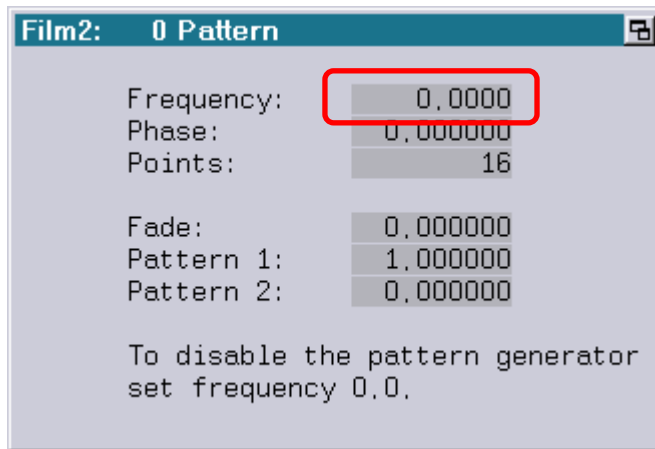 Film2: 0 Pattern
Frequency: 0.0000
Phase: 0.000000
Points: 16
Fade: 0.000000
Pattern 1: 1.000000
Pattern 2: 0.000000
To disable the pattern generator
set frequency 0.0.